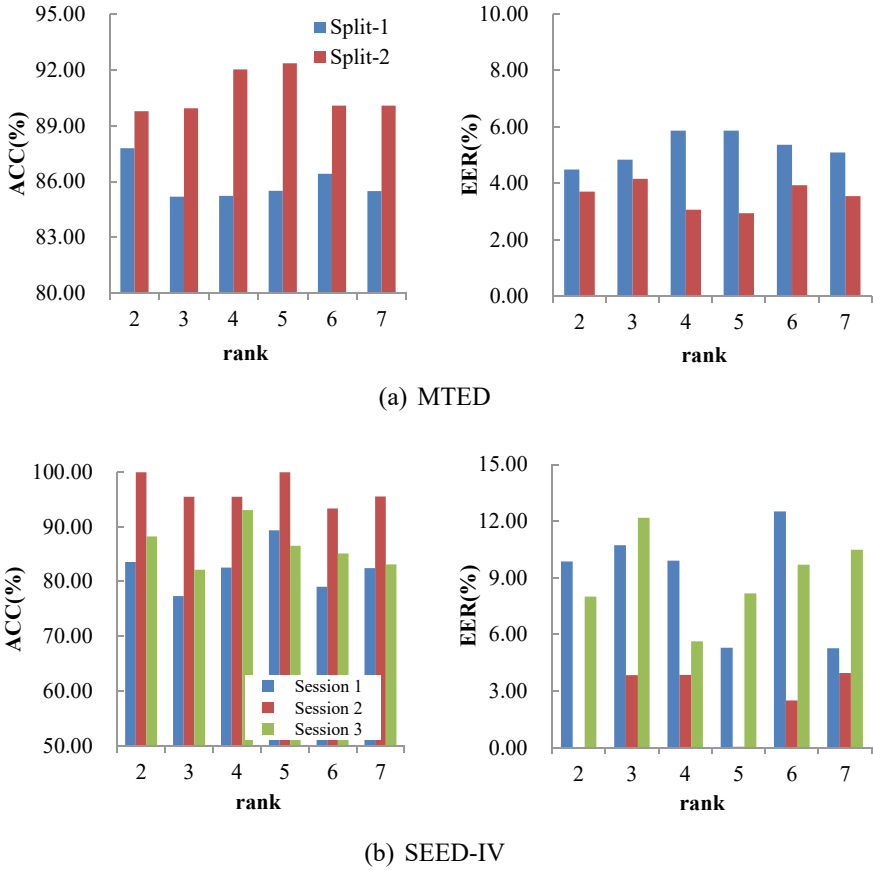 95.00
92.00
89.00
86.00
83.00
80.00
ACC(%)
Split-1
Split-2
2 3 4 5 6 7
rank
10.00
8.00
6.00
4.00
2.00
0.00
EER(%)
2 3 4 5 6 7
rank
(a) MTED
100.00
90.00
80.00
70.00
60.00
50.00
ACC(%)
Session 1
Session 2
Session 3
2 3 4 5 6 7
rank
15.00
12.00
9.00
6.00
3.00
0.00
EER(%)
2 3 4 5 6 7
rank
(b) SEED-IV